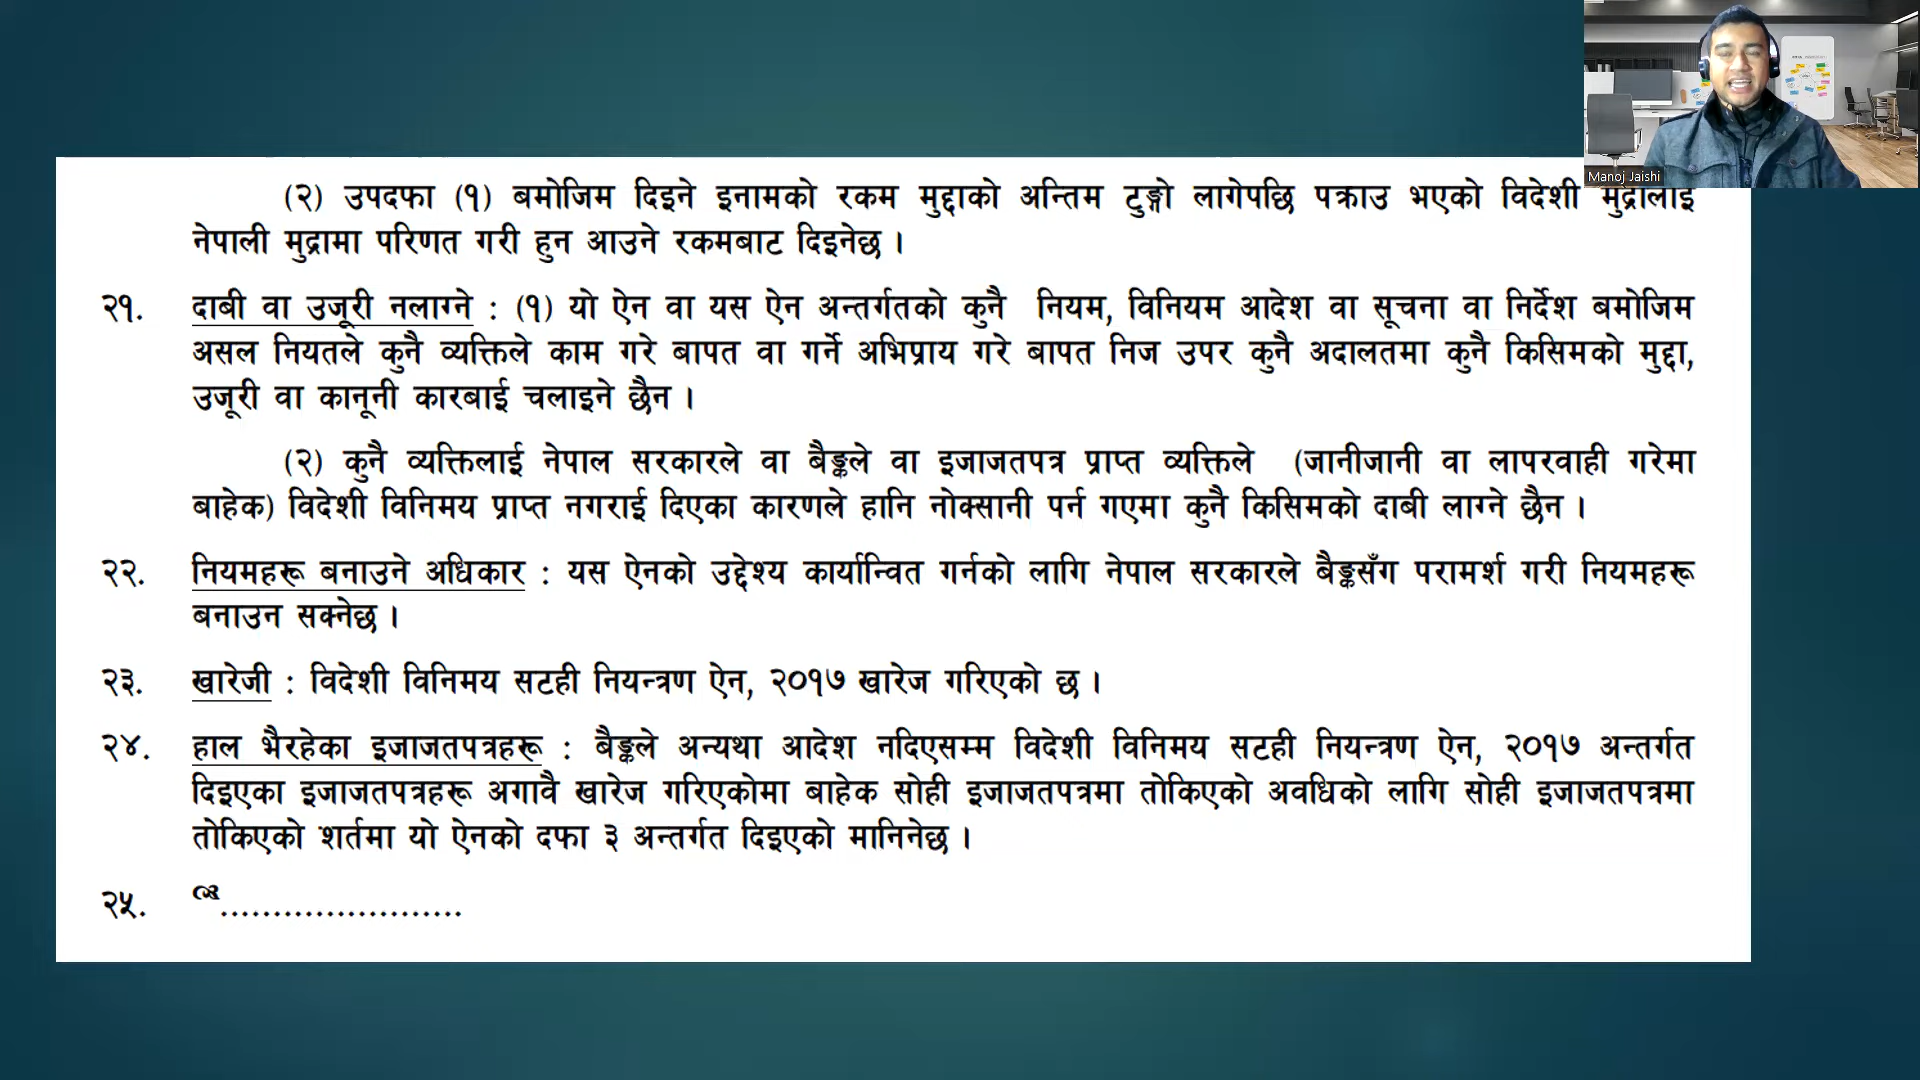 Manoj Jaishi
(२) उपदफा (१) बमोजिम दिइने इनामको रकम मुद्दाको अन्तिम टुङ्गो लागेपछि पक्राउ भएको विदेशी मुद्रालाई
नेपाली मुद्रामा परिणत गरी हुन आउने रकमबाट दिइनेछ ।
२१. दाबी वा उजूरी नलाग्ने : (१) यो ऐन वा यस ऐन अन्तर्गतको कुनै नियम, विनियम आदेश वा सूचना वा निर्देश बमोजिम
असल नियतले कुनै व्यक्तिले काम गरे बापत वा गर्ने अभिप्राय गरे बापत निज उपर कुनै अदालतमा कुनै किसिमको मुद्दा,
उजूरी वा कानूनी कारबाई चलाइने छैन ।
(२) कुनै व्यक्तिलाई नेपाल सरकारले वा बैङ्कले वा इजाजतपत्र प्राप्त व्यक्तिले (जानीजानी वा लापरवाही गरेमा
बाहेक) विदेशी विनिमय प्राप्त नगराई दिएका कारणले हानि नोक्सानी पर्न गएमा कुनै किसिमको दाबी लाग्ने छैन ।
२२. नियमहरू बनाउने अधिकार : यस ऐनको उद्देश्य कार्यान्वित गर्नको लागि नेपाल सरकारले बैङ्कसँग परामर्श गरी नियमहरू
बनाउन सक्नेछ ।
२३. खारेजी : विदेशी विनिमय सटही नियन्त्रण ऐन, २०१७ खारेज गरिएको छ ।
२४. हाल भैरहेका इजाजतपत्रहरू : बैङ्कले अन्यथा आदेश नदिएसम्म विदेशी विनिमय सटही नियन्त्रण ऐन, २०१७ अन्तर्गत
दिइएका इजाजतपत्रहरू अगावै खारेज गरिएकोमा बाहेक सोही इजाजतपत्रमा तोकिएको अवधिको लागि सोही इजाजतपत्रमा
तोकिएको शर्तमा यो ऐनको दफा ३ अन्तर्गत दिइएको मानिनेछ ।
२५. .......................